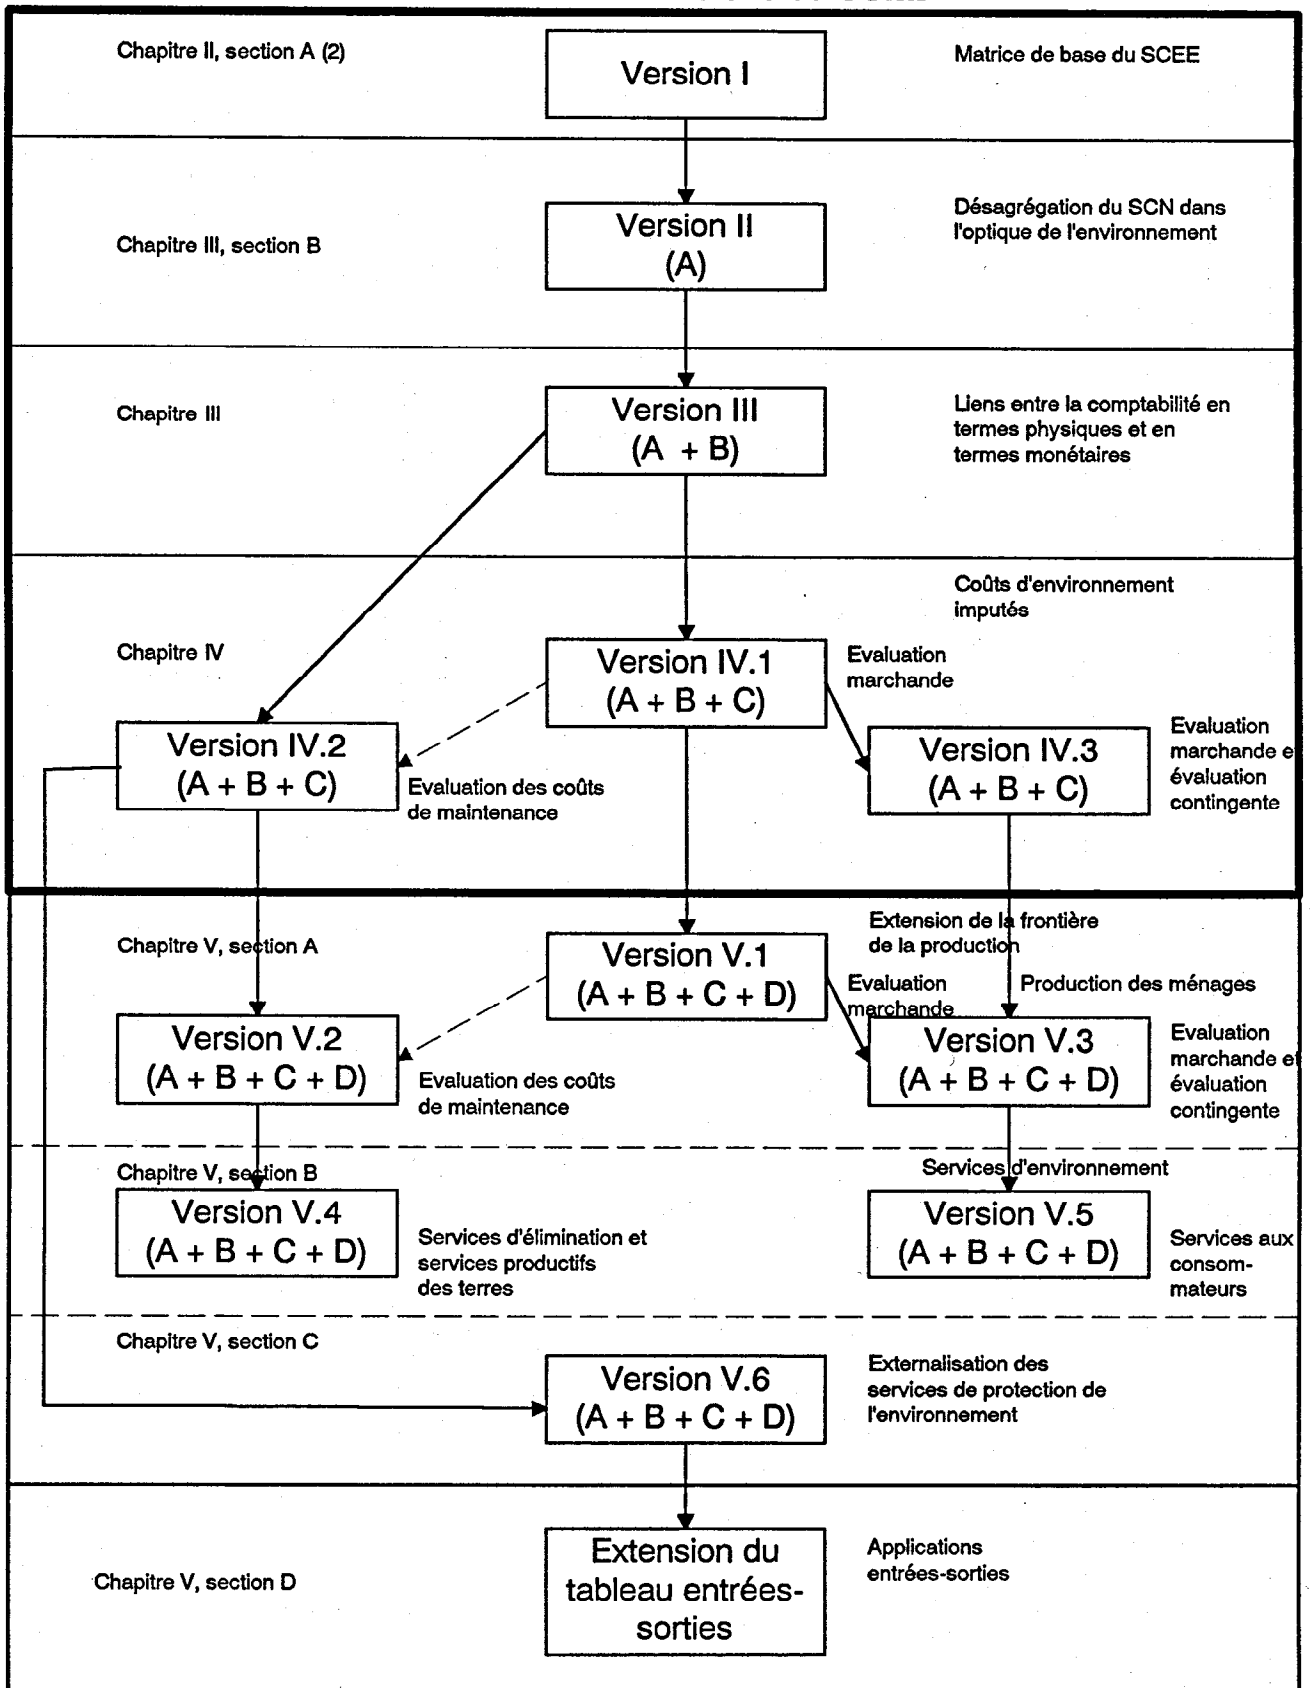 Chapitre II, section A (2)
Version I
Matrice de base du SCEE
Chapitre III, section B
Version II
(A)
Désagrégation du SCN dans
l'optique de l'environnement
Chapitre III
Version III
(A + B)
Liens entre la comptabilité en
termes physiques et en
termes monétaires
Coûts d'environnement
imputés
Chapitre IV
Version IV.1
(A + B + C)
Evaluation
marchande
Version IV.2
(A + B + C)
Evaluation des coûts
de maintenance
Version IV.3
(A + B + C)
Evaluation
marchande e
évaluation
contingente
Chapitre V, section A
Version V.1
(A + B + C + D)
Extension de la frontière
de la production
Evaluation
marchande
Production des ménages
Version V.2
(A + B + C + D)
Evaluation des coûts
de maintenance
Version V.3
(A + B + C + D)
Evaluation
marchande et
évaluation
contingente
Chapitre V, section B
Services d'environnement
Version V.4
(A + B + C + D)
Services d'élimination et
services productifs
des terres
Version V.5
(A + B + C + D)
Services aux
consom-
mateurs
Chapitre V, section C
Version V.6
(A + B + C + D)
Externalisation des
services de protection de
l'environnement
Chapitre V, section D
Extension du
tableau entrées-
sorties
Applications
entrées-sorties